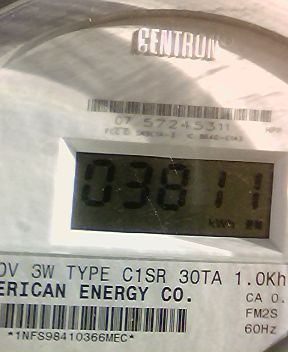 CENTRON
07 57245311
03811
kWh
0V 3W TYPE C1SR 30TA 1.0Kh
ERICAN ENERGY CO.
CA 0.
FM2S
60Hz
*1NFS98410366MEC*